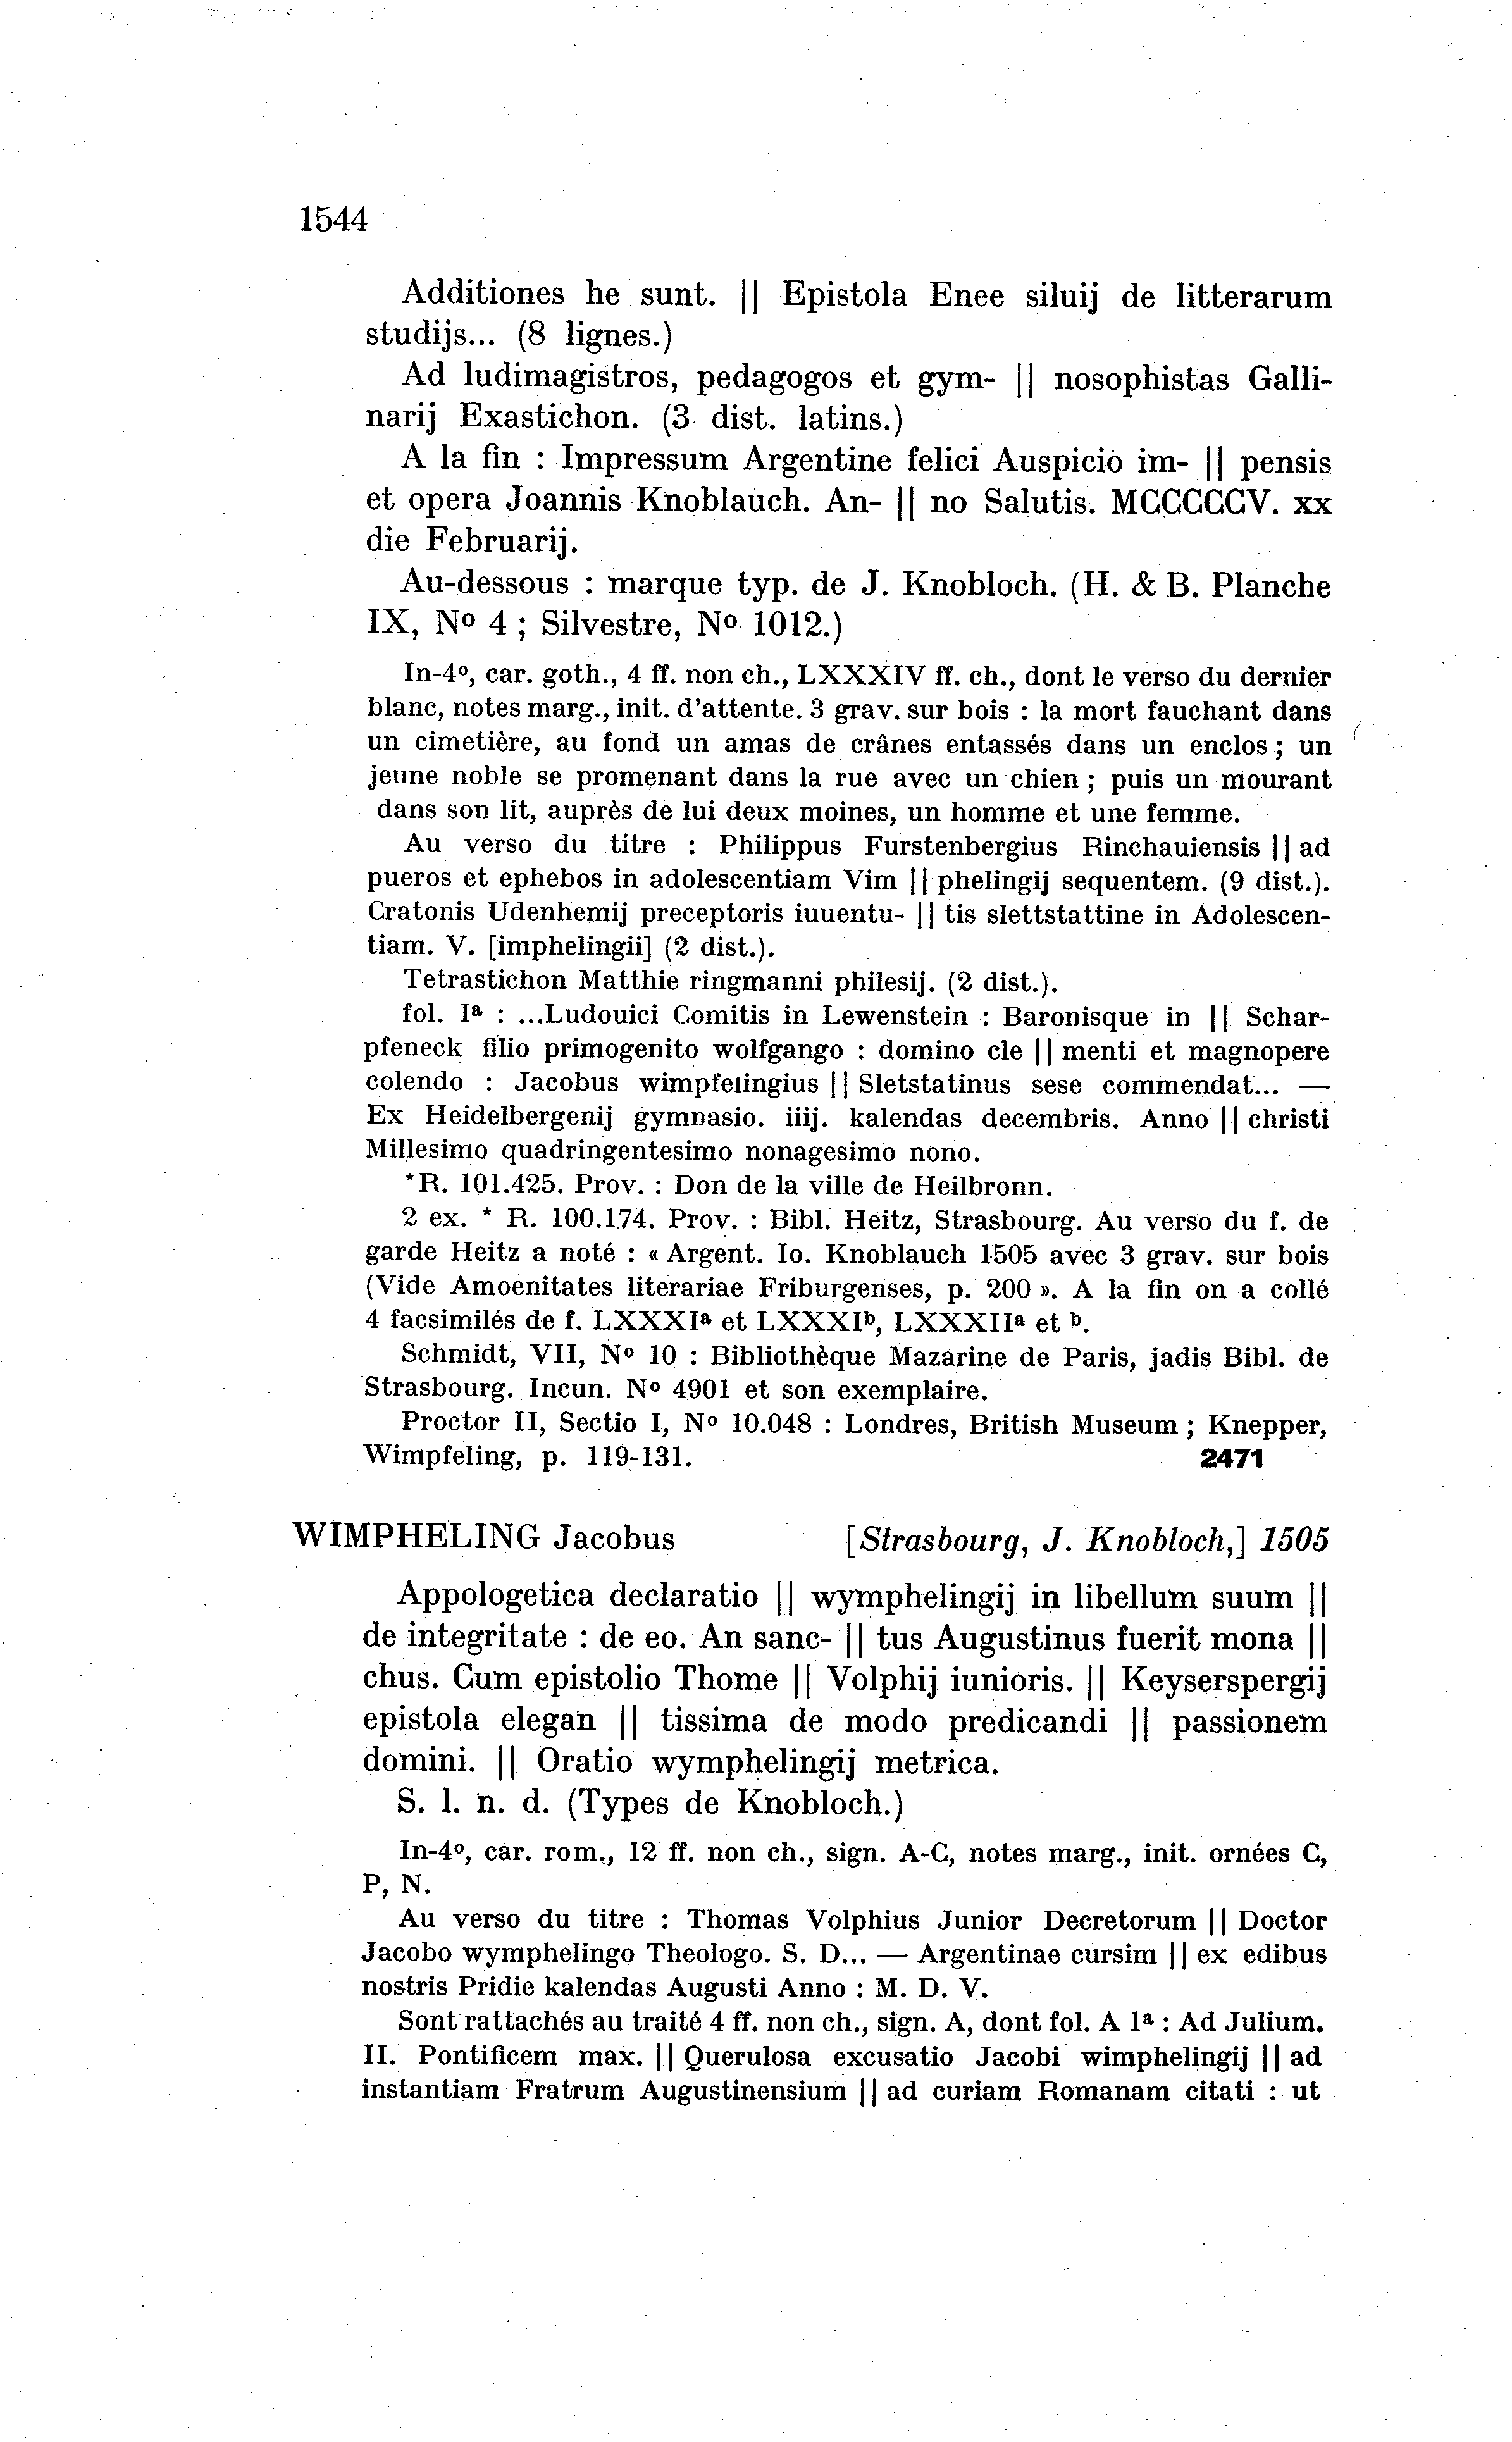 1544
Additiones he sunt. || Epistola Enee siluij de litterarum
studijs... (8 lignes.)
Ad ludimagistros, pedagogos et gym- || nosophistas Galli-
narij Exastichon. (3 dist. latins.)
A la fin : Impressum Argentine felici Auspicio im- || pensis
et opera Joannis Knoblauch. An- || no Salutis. MCCCCCV. xx
die Februarij.
Au-dessous : marque typ. de J. Knobloch. (H. & B. Planche
IX, Nº 4 ; Silvestre, Nº 1012.)
In-4º, car. goth., 4 ff. non ch., LXXXIV ff. ch., dont le verso du dernier
blanc, notes marg., init. d'attente. 3 grav. sur bois : la mort fauchant dans
un cimetière, au fond un amas de crânes entassés dans un enclos ; un
jeune noble se promenant dans la rue avec un chien ; puis un mourant
dans son lit, auprès de lui deux moines, un homme et une femme.
Au verso du titre : Philippus Furstenbergius Rinchauiensis || ad
pueros et ephebos in adolescentiam Vim || phelingij sequentem. (9 dist.).
Cratonis Udenhemij preceptoris iuuentu- || tis slettstattine in Adolescen-
tiam. V. [imphelingii] (2 dist.).
Tetrastichon Matthie ringmanni philesij. (2 dist.).
fol. Iª : ...Ludouici Comitis in Lewenstein : Baronisque in || Schar-
pfeneck filio primogenito wolfgango : domino cle || menti et magnopere
colendo : Jacobus wimpfelingius || Sletstatinus sese commendat... —
Ex Heidelbergenij gymnasio. iiij. kalendas decembris. Anno || christi
Millesimo quadringentesimo nonagesimo nono.
*R. 101.425. Prov. : Don de la ville de Heilbronn.
2 ex. * R. 100.174. Prov. : Bibl. Heitz, Strasbourg. Au verso du f. de
garde Heitz a noté : « Argent. Io. Knoblauch 1505 avec 3 grav. sur bois
(Vide Amoenitates literariae Friburgenses, p. 200 ». A la fin on a collé
4 facsimilés de f. LXXXIª et LXXXIᵇ, LXXXIIª et ᵇ.
Schmidt, VII, Nº 10 : Bibliothèque Mazarine de Paris, jadis Bibl. de
Strasbourg. Incun. Nº 4901 et son exemplaire.
Proctor II, Sectio I, Nº 10.048 : Londres, British Museum ; Knepper,
Wimpfeling, p. 119-131. 2471
WIMPHELING Jacobus [Strasbourg, J. Knobloch,] 1505
Appologetica declaratio || wymphelingij in libellum suum ||
de integritate : de eo. An sanc- || tus Augustinus fuerit mona ||
chus. Cum epistolio Thome || Volphij iunioris. || Keyserspergij
epistola elegan || tissima de modo predicandi || passionem
domini. || Oratio wymphelingij metrica.
S. l. n. d. (Types de Knobloch.)
In-4º, car. rom., 12 ff. non ch., sign. A-C, notes marg., init. ornées C,
P, N.
Au verso du titre : Thomas Volphius Junior Decretorum || Doctor
Jacobo wymphelingo Theologo. S. D... — Argentinae cursim || ex edibus
nostris Pridie kalendas Augusti Anno : M. D. V.
Sont rattachés au traité 4 ff. non ch., sign. A, dont fol. A 1ª : Ad Julium.
II. Pontificem max. || Querulosa excusatio Jacobi wimphelingij || ad
instantiam Fratrum Augustinensium || ad curiam Romanam citati : ut